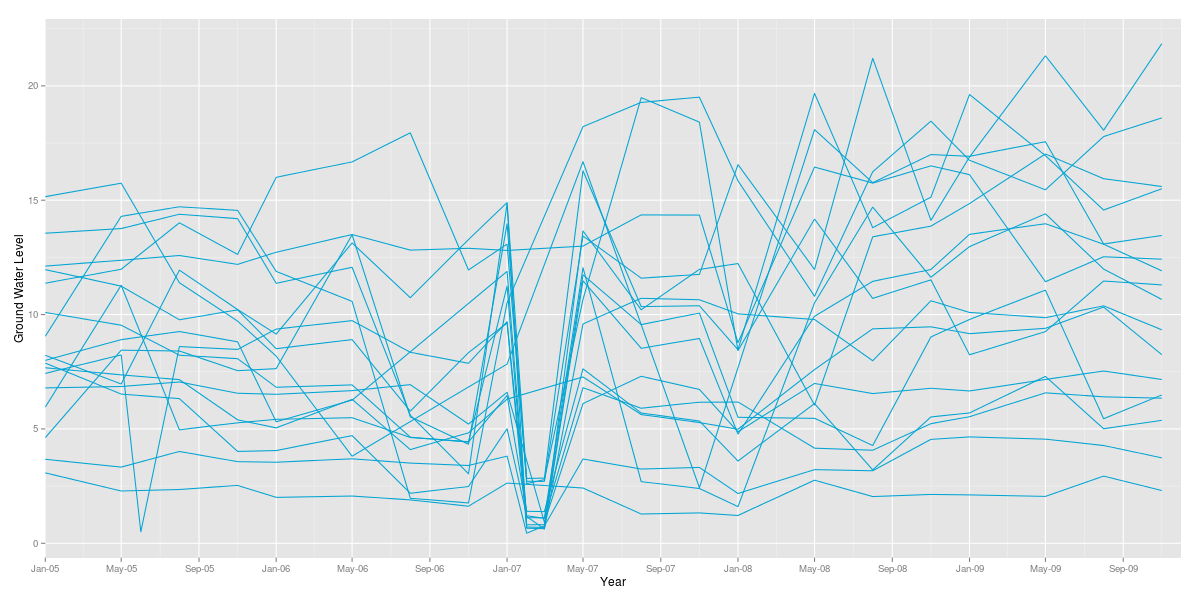 Ground Water Level
20
15
10
5
0
Jan-05 May-05 Sep-05 Jan-06 May-06 Sep-06 Jan-07 May-07 Sep-07 Jan-08 May-08 Sep-08 Jan-09 May-09 Sep-09
Year